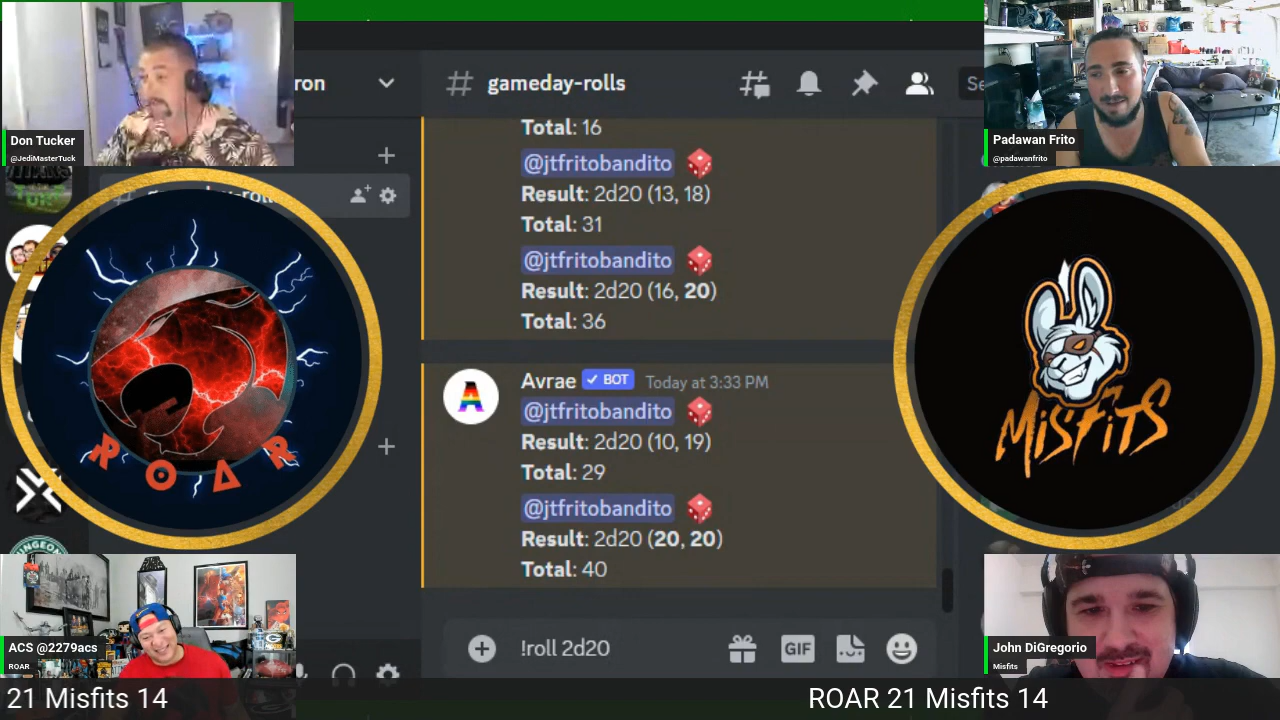 Don Tucker
@JediMasterTuck
ron
gameday-rolls
Se
Padawan Frito
@padawanfrito
Total: 16
@jtfritobandito
Result: 2d20 (13, 18)
Total: 31
@jtfritobandito
Result: 2d20 (16, 20)
Total: 36
Avrae ✓ BOT Today at 3:33 PM
@jtfritobandito
Result: 2d20 (10, 19)
Total: 29
@jtfritobandito
Result: 2d20 (20, 20)
Total: 40
!roll 2d20
GIF
ROAR
MiSFiTS
ACS @2279acs
ROAR
John DiGregorio
Misfits
21 Misfits 14
ROAR 21 Misfits 14